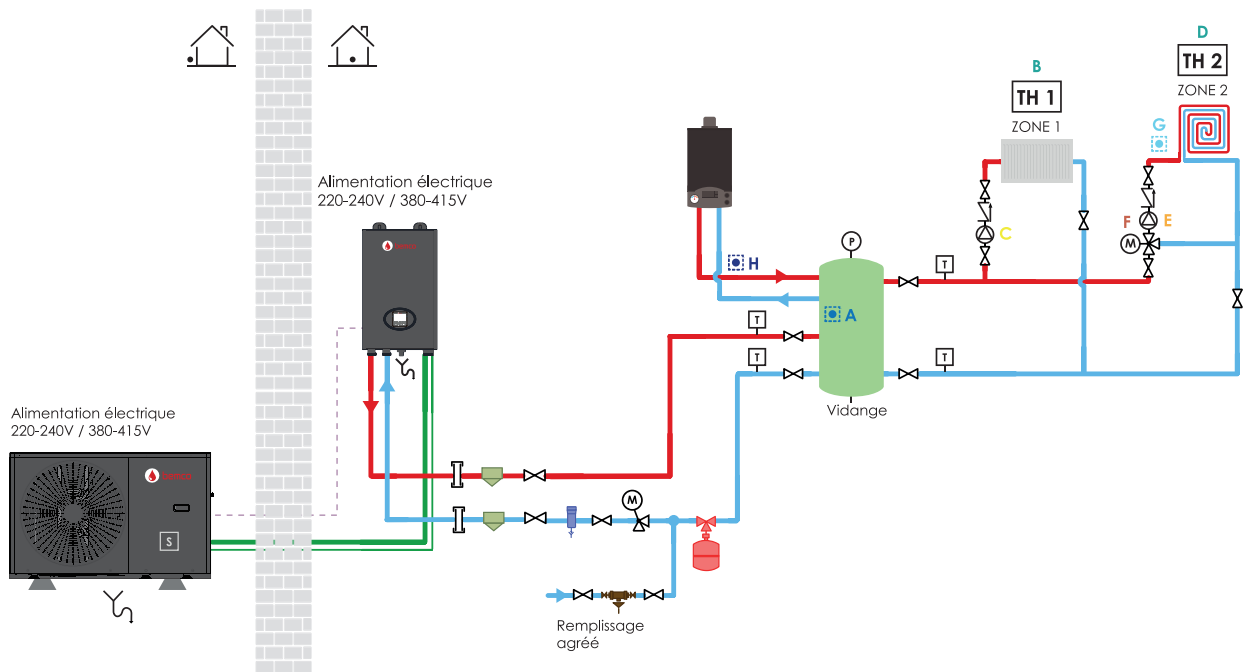 D
TH 2
ZONE 2
B
TH 1
ZONE 1
G
Alimentation électrique
220-240V / 380-415V
F
E
M
C
P
H
T
A
T
T
T
Vidange
Alimentation électrique
220-240V / 380-415V
S
M
Remplissage
agréé